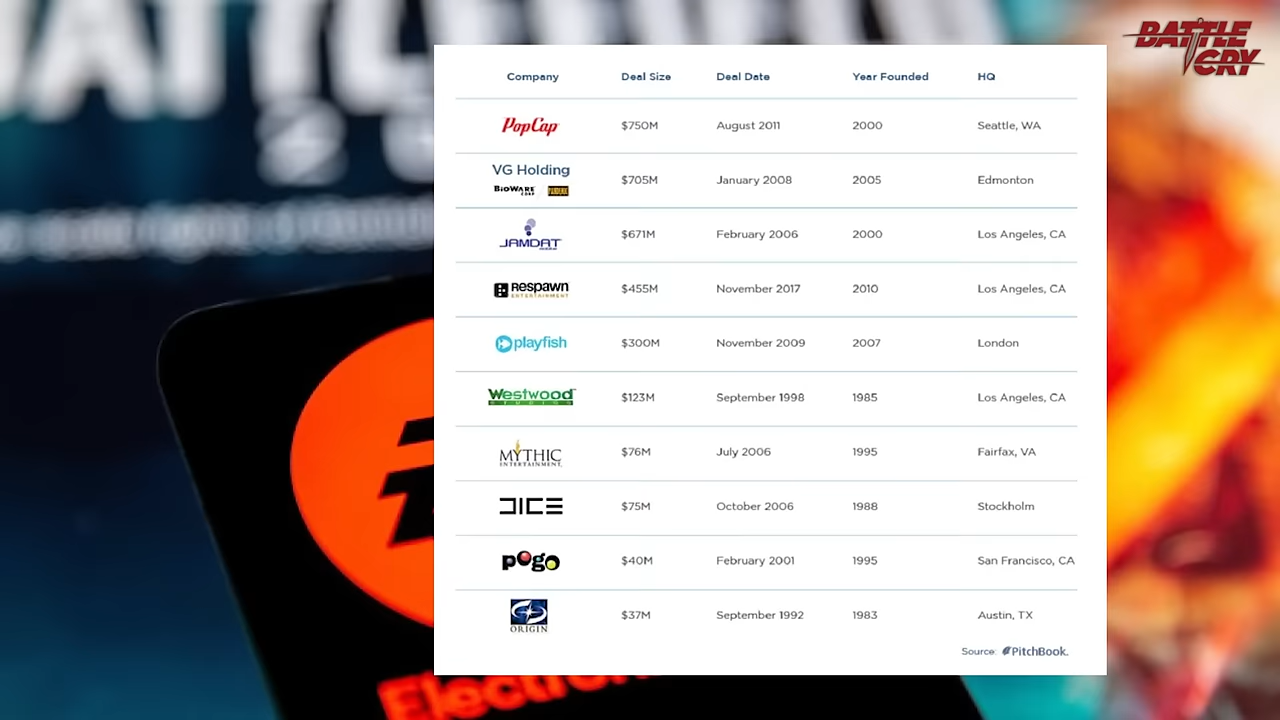 BATTLE
CRY
Company Deal Size Deal Date Year Founded HQ
PopCap $750M August 2011 2000 Seattle, WA
VG Holding
BIOWARE CORP $705M January 2008 2005 Edmonton
JAMDAT $671M February 2006 2000 Los Angeles, CA
RESPAWN ENTERTAINMENT $455M November 2017 2010 Los Angeles, CA
playfish $300M November 2009 2007 London
Westwood STUDIOS $123M September 1998 1985 Los Angeles, CA
MYTHIC ENTERTAINMENT $76M July 2006 1995 Fairfax, VA
DICE $75M October 2006 1988 Stockholm
pogo $40M February 2001 1995 San Francisco, CA
ORIGIN $37M September 1992 1983 Austin, TX
Source: PitchBook.
Electron